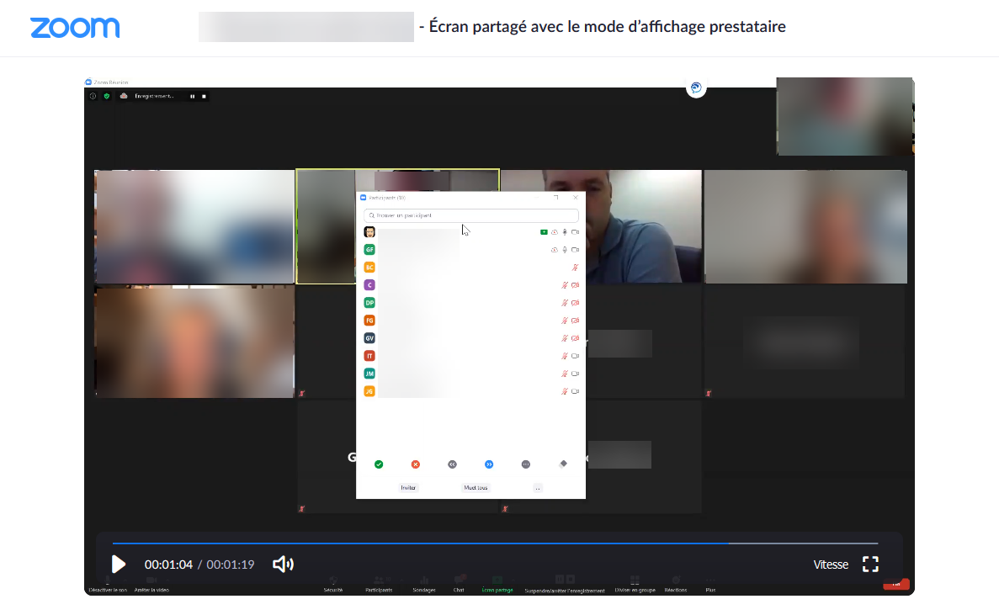 zoom
- Écran partagé avec le mode d'affichage prestataire
Zoom Réunion
Enregistrement...
Participants (10)
Trouver un participant
GF
BC
C
DP
FG
GV
IT
JM
JG
G
Inviter
Muet tous
...
00:01:04 / 00:01:19
Vitesse
Désactiver le son
Arrêter la vidéo
Sécurité
Participants
Sondages
Chat
Écran partagé
Suspendre/arrêter l'enregistrement
Diviser en groupe
Réactions
Plus